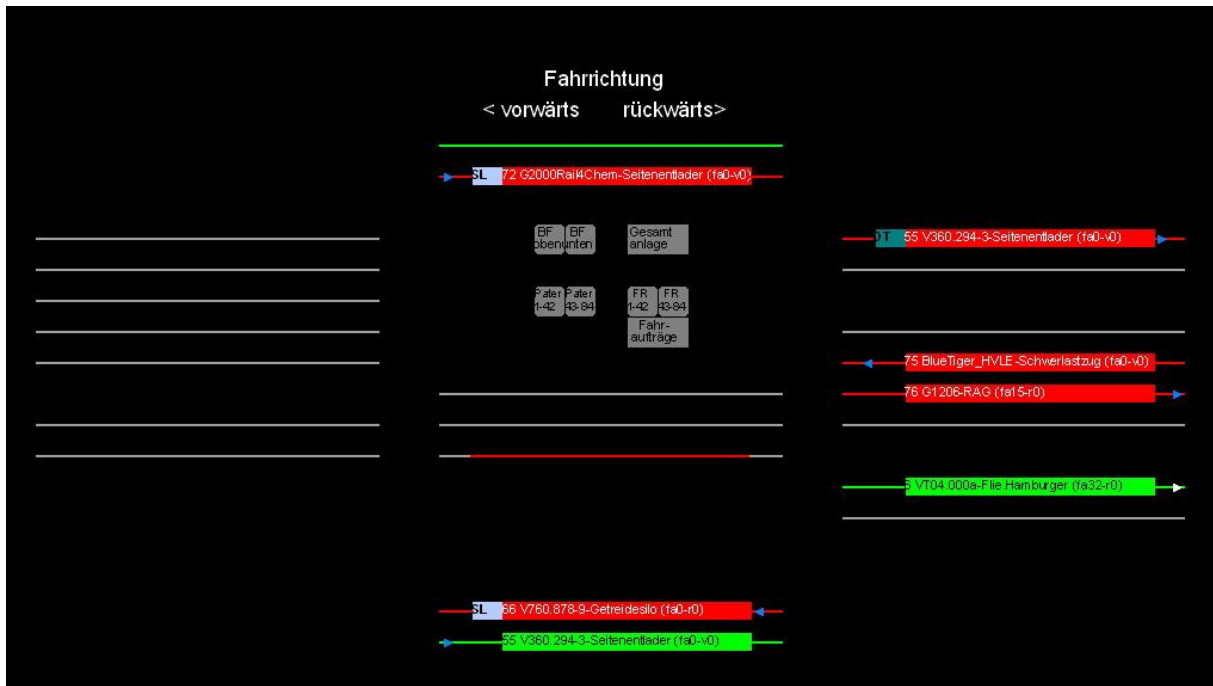 Fahrrichtung
< vorwärts rückwärts>
SL 72 G2000Rail4Chem-Seitenentlader (fa0-v0)
BF oben
BF unten
Gesamt
anlage
Pater 1-42
Pater 43-84
FR 1-42
FR 43-84
Fahr-
aufträge
SL 66 V760.878-9-Getreidesilo (fa0-r0)
55 V360.294-3-Seitenentlader (fa0-v0)
55 V360.294-3-Seitenentlader (fa0-v0)
75 BlueTiger_HVLE-Schwerlastzug (fa0-v0)
76 G1206-RAG (fa15-r0)
VT04.000a-Flie.Hamburger (fa32-r0)